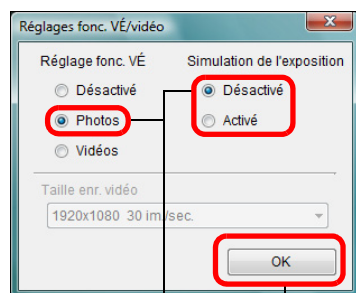 Réglages fonc. VÉ/vidéo
Réglage fonc. VÉ Simulation de l'exposition
Désactivé Désactivé
Photos Activé
Vidéos
Taille enr. vidéo
1920x1080 30 im./sec.
OK